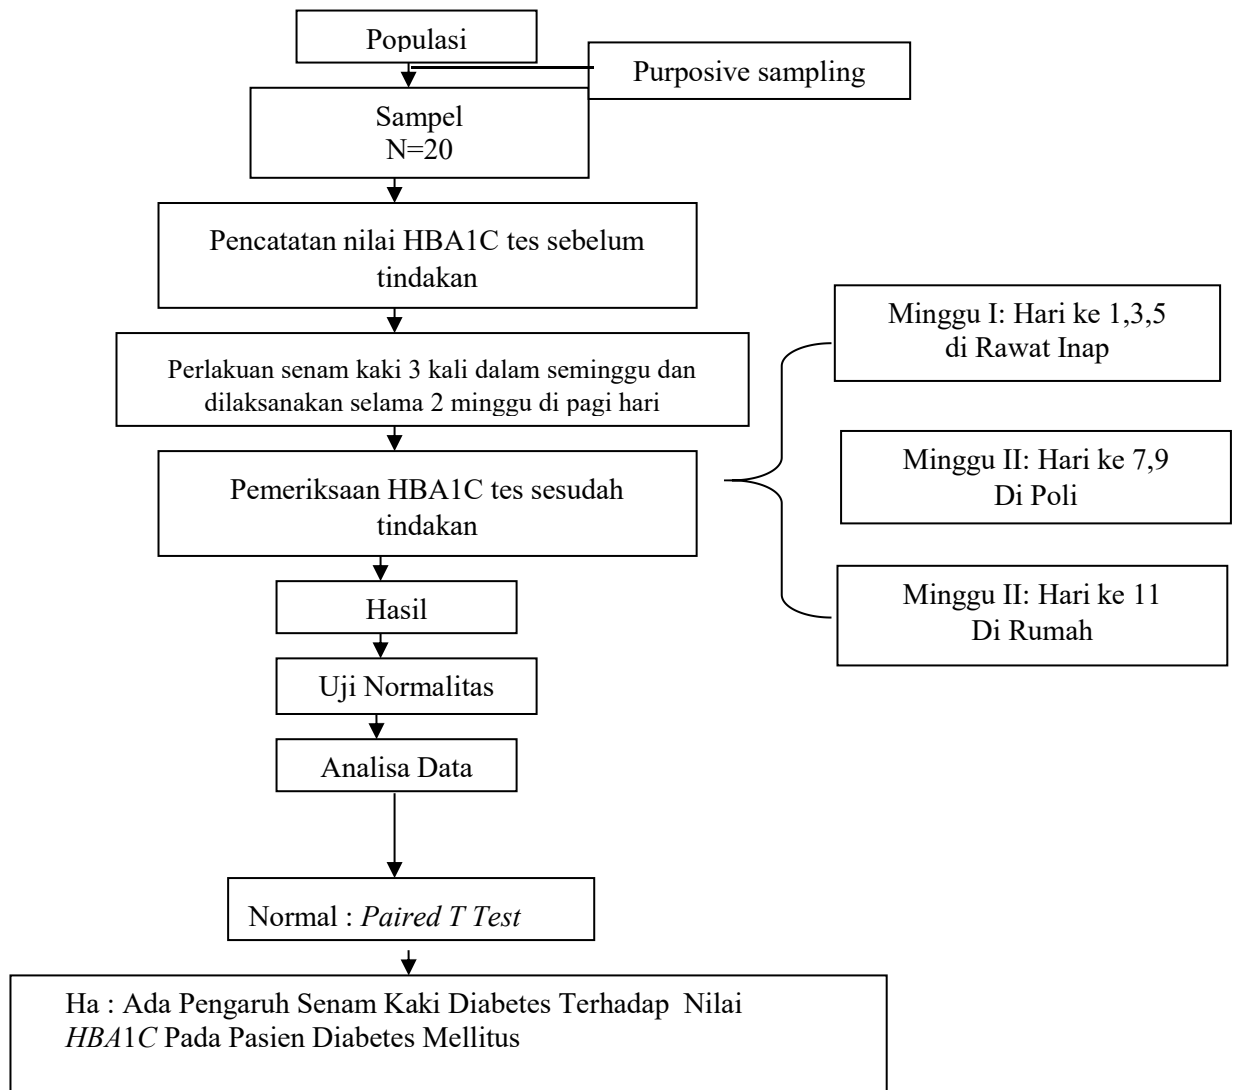 Populasi
Purposive sampling
Sampel
N=20
Pencatatan nilai HBA1C tes sebelum
tindakan
Perlakuan senam kaki 3 kali dalam seminggu dan
dilaksanakan selama 2 minggu di pagi hari
Pemeriksaan HBA1C tes sesudah
tindakan
Minggu I: Hari ke 1,3,5
di Rawat Inap
Minggu II: Hari ke 7,9
Di Poli
Minggu II: Hari ke 11
Di Rumah
Hasil
Uji Normalitas
Analisa Data
Normal : Paired T Test
Ha : Ada Pengaruh Senam Kaki Diabetes Terhadap Nilai
HBA1C Pada Pasien Diabetes Mellitus